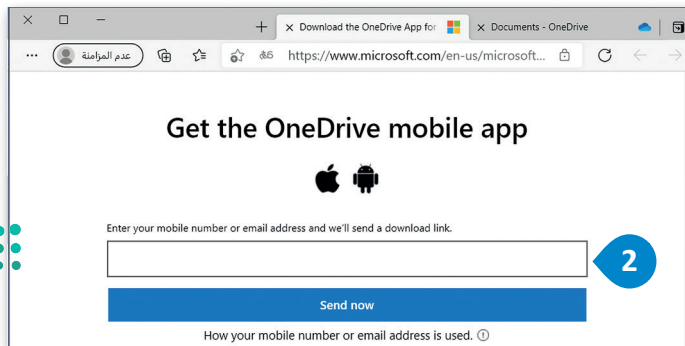 Download the OneDrive App for
Documents - OneDrive
عدم المزامنة
https://www.microsoft.com/en-us/microsoft...
Get the OneDrive mobile app
Enter your mobile number or email address and we'll send a download link.
2
Send now
How your mobile number or email address is used.